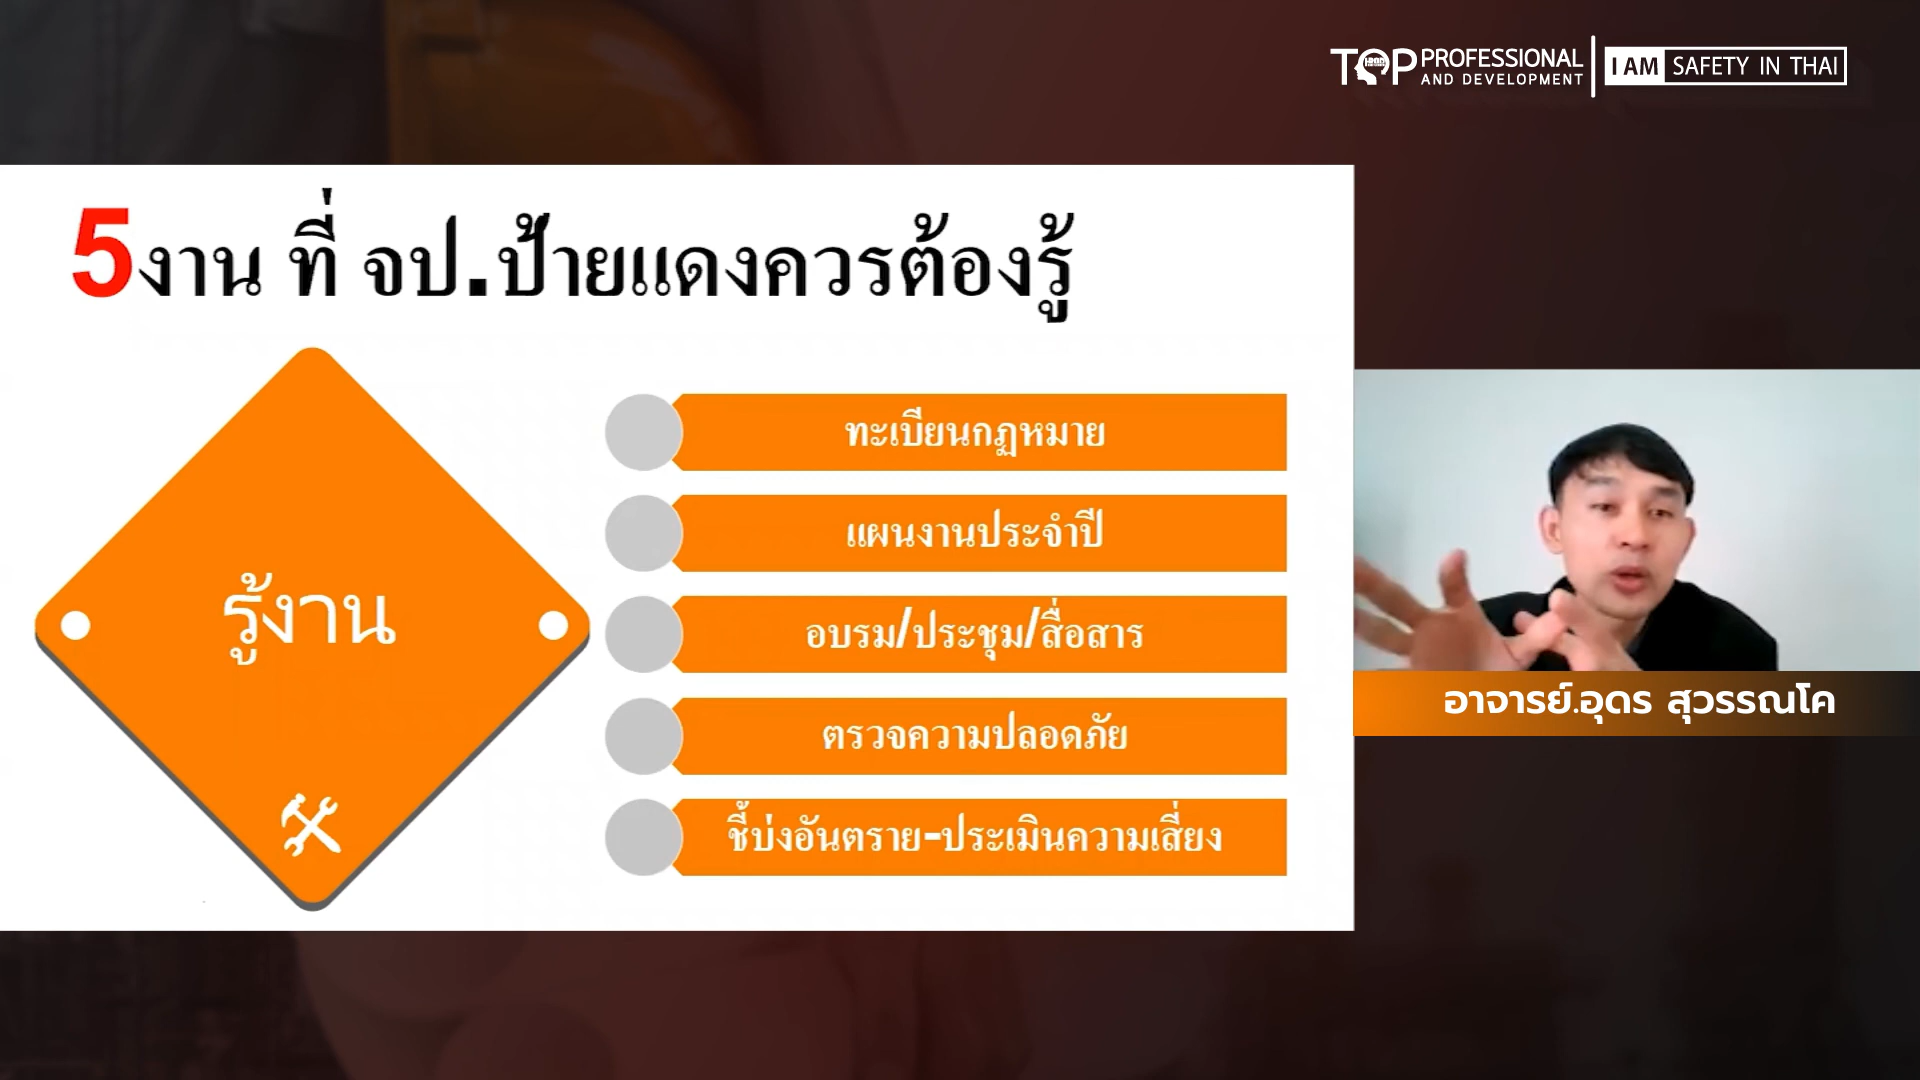 TOP PROFESSIONAL
AND DEVELOPMENT
I AM SAFETY IN THAI
5งาน ที่ จป.ป้ายแดงควรต้องรู้
รู้งาน
ทะเบียนกฏหมาย
แผนงานประจำปี
อบรม/ประชุม/สื่อสาร
ตรวจความปลอดภัย
ชี้บ่งอันตราย-ประเมินความเสี่ยง
อาจารย์.อุดร สุวรรณโค